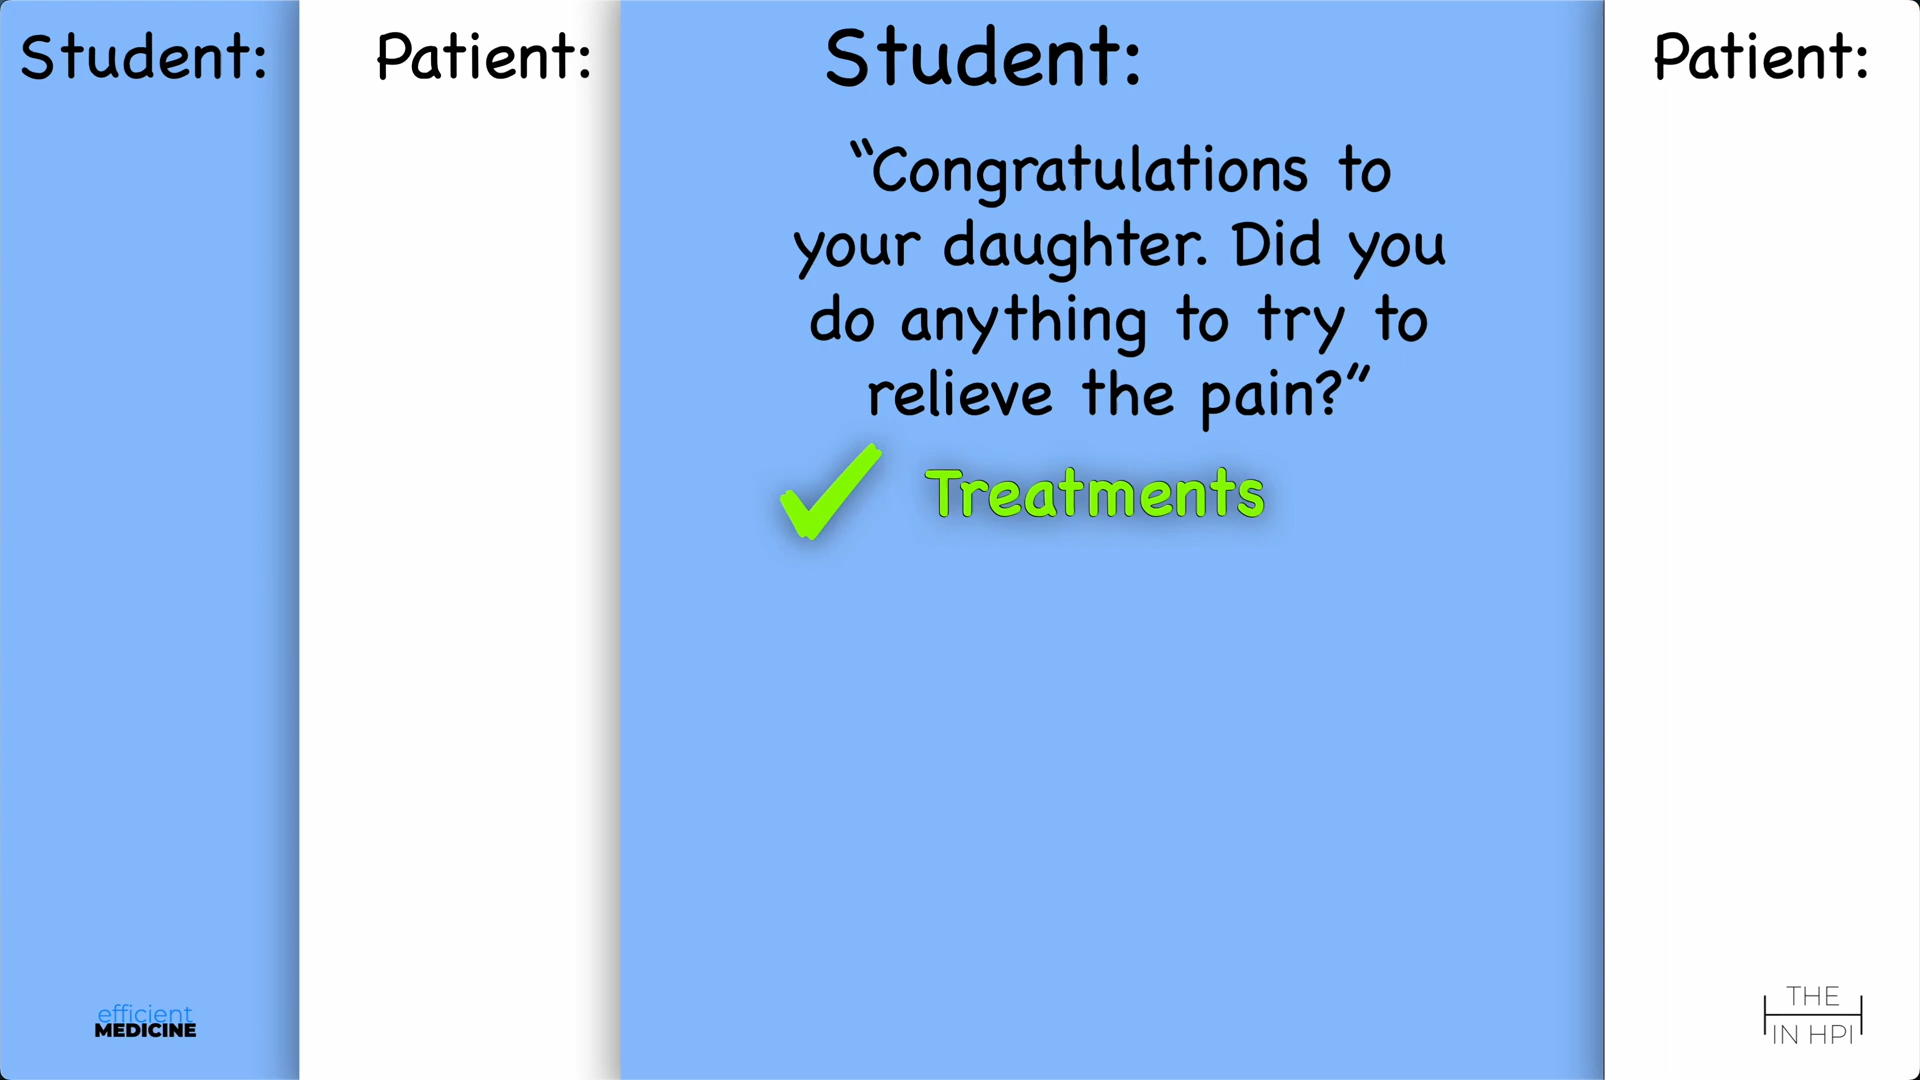 Student:
Patient:
Student:
Patient:
“Congratulations to
your daughter. Did you
do anything to try to
relieve the pain?”
Treatments
efficient
MEDICINE
THE
IN HPI